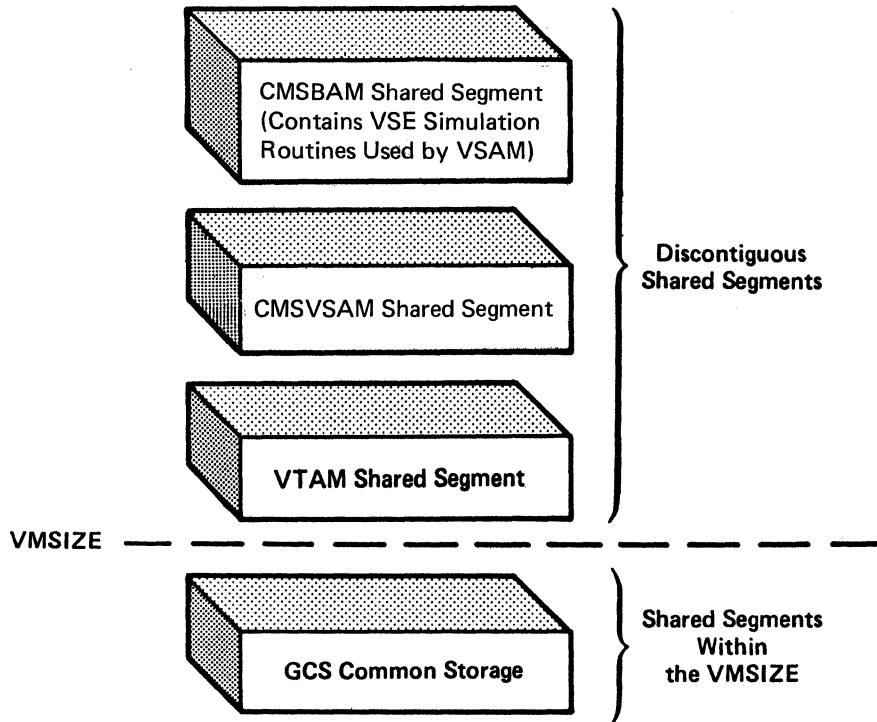 CMSBAM Shared Segment
(Contains VSE Simulation
Routines Used by VSAM)
CMSVSAM Shared Segment
Discontiguous
Shared Segments
VTAM Shared Segment
VMSIZE
GCS Common Storage
Shared Segments
Within
the VMSIZE